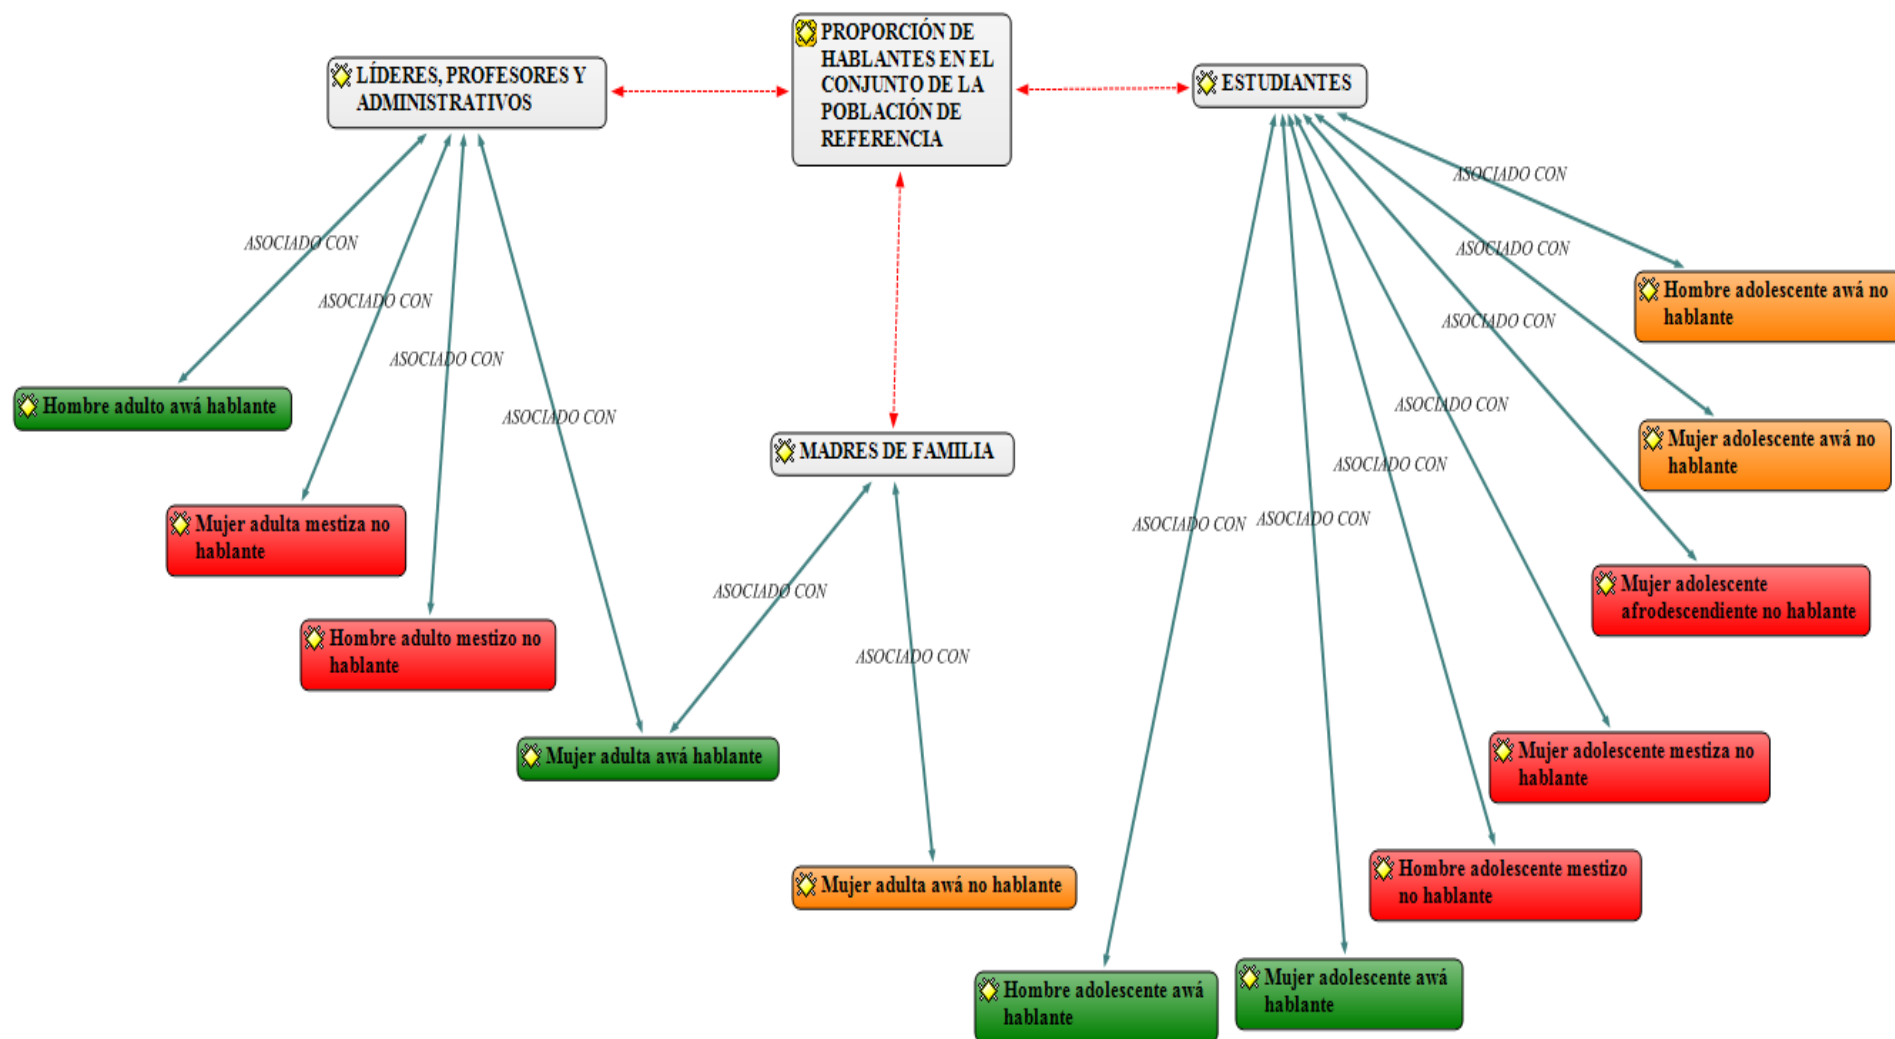 PROPORCIÓN DE
HABLANTES EN EL
CONJUNTO DE LA
POBLACIÓN DE
REFERENCIA
LÍDERES, PROFESORES Y
ADMINISTRATIVOS
ESTUDIANTES
ASOCIADO CON
ASOCIADO CON
ASOCIADO CON
ASOCIADO CON
Hombre adulto awá hablante
Mujer adulta mestiza no
hablante
Hombre adulto mestizo no
hablante
Mujer adulta awá hablante
MADRES DE FAMILIA
ASOCIADO CON
ASOCIADO CON
Mujer adulta awá no hablante
ASOCIADO CON
ASOCIADO CON
ASOCIADO CON
ASOCIADO CON
ASOCIADO CON
ASOCIADO CON
ASOCIADO CON
Hombre adolescente awá no
hablante
Mujer adolescente awá no
hablante
Mujer adolescente
afrodescendiente no hablante
Mujer adolescente mestiza no
hablante
Hombre adolescente mestizo
no hablante
Mujer adolescente awá
hablante
Hombre adolescente awá
hablante